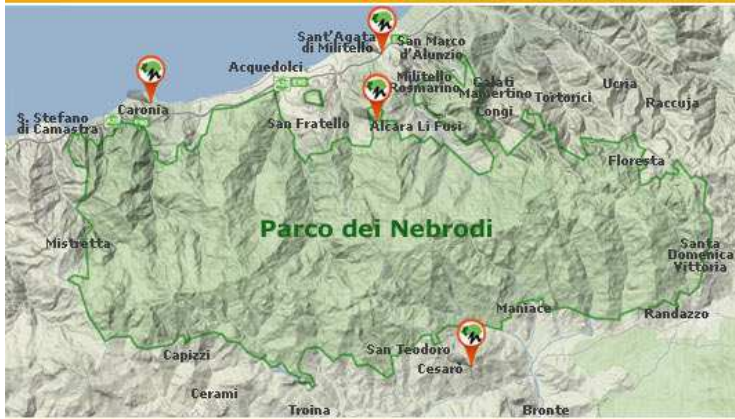 Sant'Agata
di Militello
San Marco
d'Alunzio
Acquedolci
Militello
Rosmarino
Galati
Mamertino
Ucria
Caronia
Tortorici
Raccuja
Longi
S. Stefano
di Camastra
San Fratello
Alcara Li Fusi
Floresta
Parco dei Nebrodi
Mistretta
Santa
Domenica
Vittoria
Maniace
Randazzo
Capizzi
San Teodoro
Cesarò
Cerami
Troina
Bronte